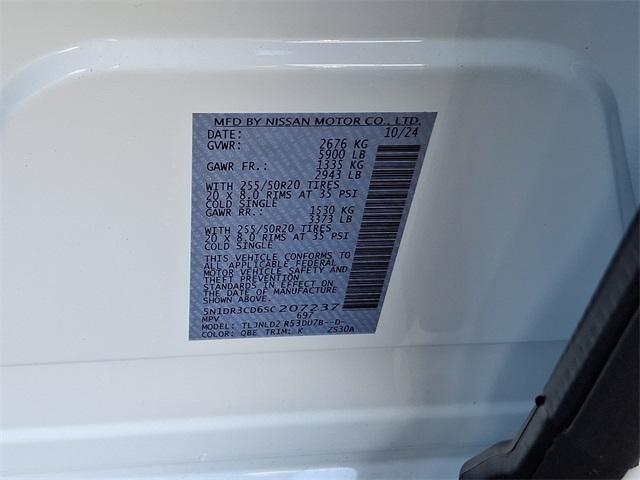 MFD BY NISSAN MOTOR CO., LTD.
DATE: 10/24
GVWR: 2676 KG
5900 LB
GAWR FR.: 1335 KG
2943 LB
WITH 255/50R20 TIRES
20 X 8.0 RIMS AT 35 PSI
COLD SINGLE
GAWR RR.: 1530 KG
3373 LB
WITH 255/50R20 TIRES
20 X 8.0 RIMS AT 35 PSI
COLD SINGLE
THIS VEHICLE CONFORMS TO
ALL APPLICABLE FEDERAL
MOTOR VEHICLE SAFETY AND
THEFT PREVENTION
STANDARDS IN EFFECT ON
THE DATE OF MANUFACTURE
SHOWN ABOVE.
5N1DR3CD6SC207237
MPV 697
MODEL: TLJNLD2 R53DU7B--D-
COLOR: QBE TRIM: K 2S30A